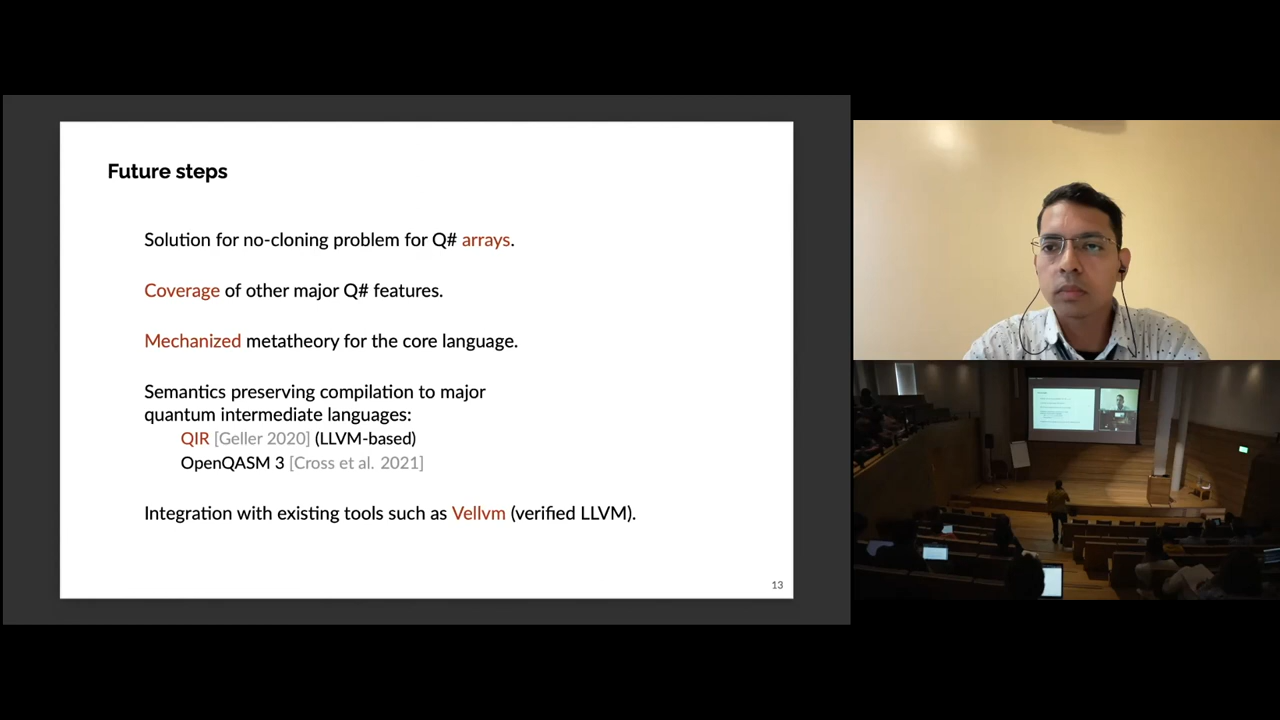 Future steps
Solution for no-cloning problem for Q# arrays.
Coverage of other major Q# features.
Mechanized metatheory for the core language.
Semantics preserving compilation to major
quantum intermediate languages:
QIR [Geller 2020] (LLVM-based)
OpenQASM 3 [Cross et al. 2021]
Integration with existing tools such as Vellvm (verified LLVM).
13